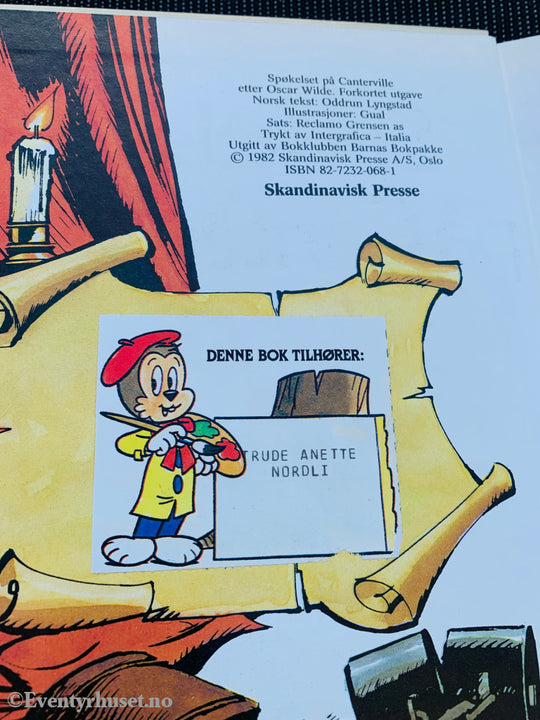 Spøkelset på Canterville
etter Oscar Wilde. Forkortet utgave
Norsk tekst: Oddrun Lyngstad
Illustrasjoner: Gual
Sats: Reclamo Grensen as
Trykt av Intergrafica – Italia
Utgitt av Bokklubben Barnas Bokpakke
© 1982 Skandinavisk Presse A/S, Oslo
ISBN 82-7232-068-1
Skandinavisk Presse
DENNE BOK TILHØRER:
TRUDE ANETTE
NORDLI
© Eventyrhuset.no